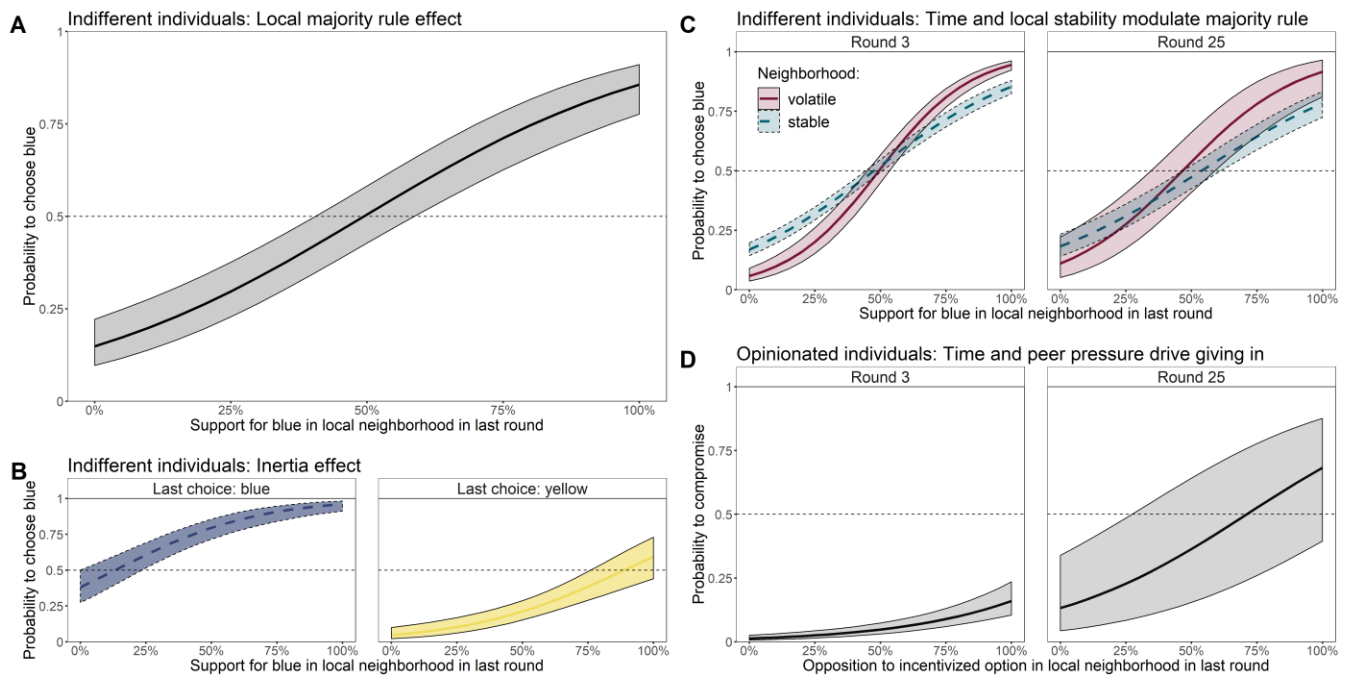 A
Indifferent individuals: Local majority rule effect
Probability to choose blue
1
0.75
0.5
0.25
0
0% 25% 50% 75% 100%
Support for blue in local neighborhood in last round
B
Indifferent individuals: Inertia effect
Last choice: blue Last choice: yellow
Probability to choose blue
1
0.75
0.5
0.25
0
0% 25% 50% 75% 100% 0% 25% 50% 75% 100%
Support for blue in local neighborhood in last round
C
Indifferent individuals: Time and local stability modulate majority rule
Round 3 Round 25
Probability to choose blue
1
0.75
0.5
0.25
0
Neighborhood:
volatile
stable
0% 25% 50% 75% 100% 0% 25% 50% 75% 100%
Support for blue in local neighborhood in last round
D
Opinionated individuals: Time and peer pressure drive giving in
Round 3 Round 25
Probability to compromise
1
0.75
0.5
0.25
0
0% 25% 50% 75% 100% 0% 25% 50% 75% 100%
Opposition to incentivized option in local neighborhood in last round